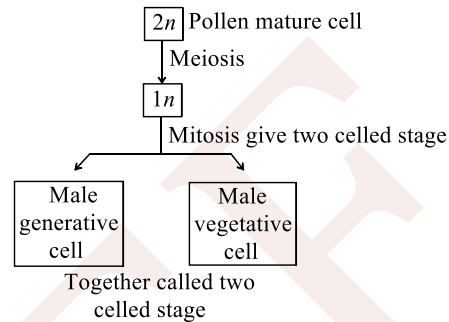 2n Pollen mature cell
Meiosis
1n
Mitosis give two celled stage
Male
generative
cell
Male
vegetative
cell
Together called two
celled stage